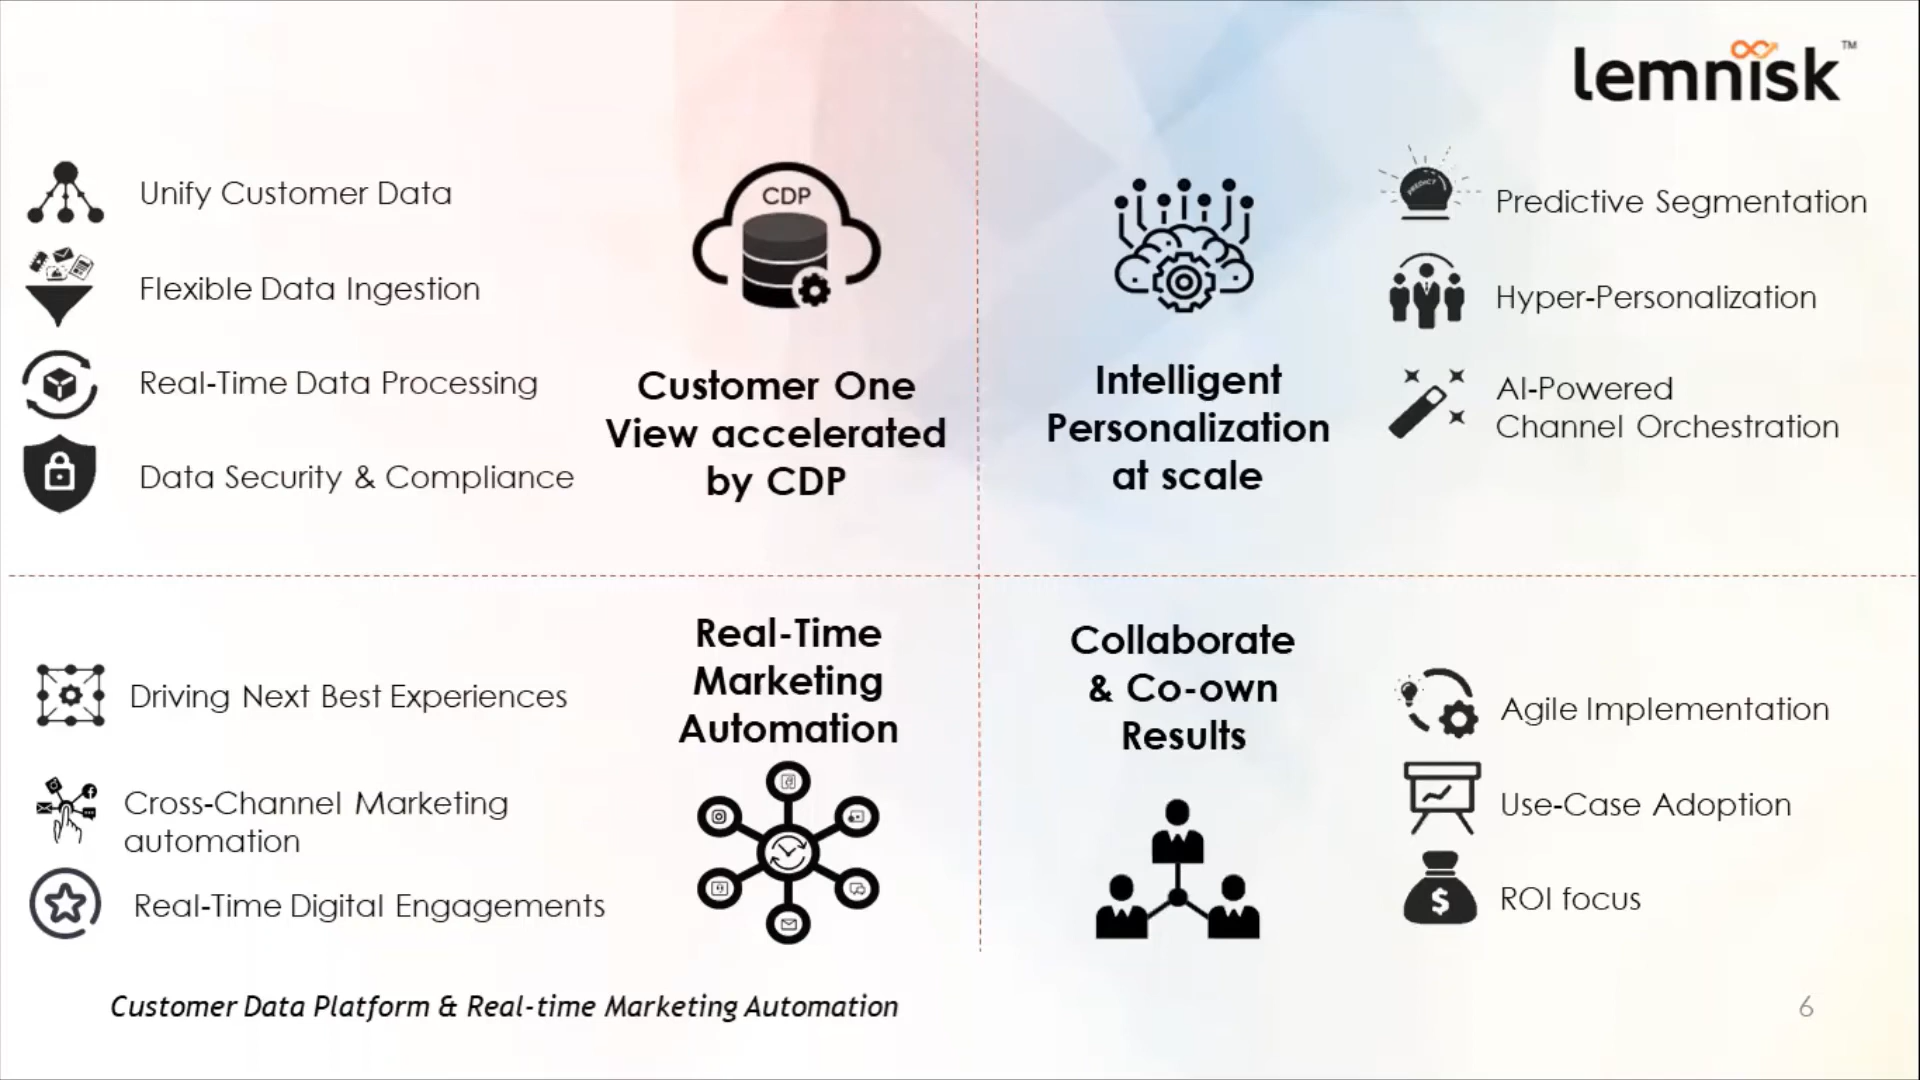 lemnisk™
Unify Customer Data
Flexible Data Ingestion
Real-Time Data Processing
Data Security & Compliance
CDP
Customer One
View accelerated
by CDP
Intelligent
Personalization
at scale
PREDICT
Predictive Segmentation
Hyper-Personalization
AI-Powered
Channel Orchestration
Driving Next Best Experiences
Cross-Channel Marketing
automation
Real-Time Digital Engagements
Real-Time
Marketing
Automation
Collaborate
& Co-own
Results
Agile Implementation
Use-Case Adoption
$
ROI focus
Customer Data Platform & Real-time Marketing Automation
6